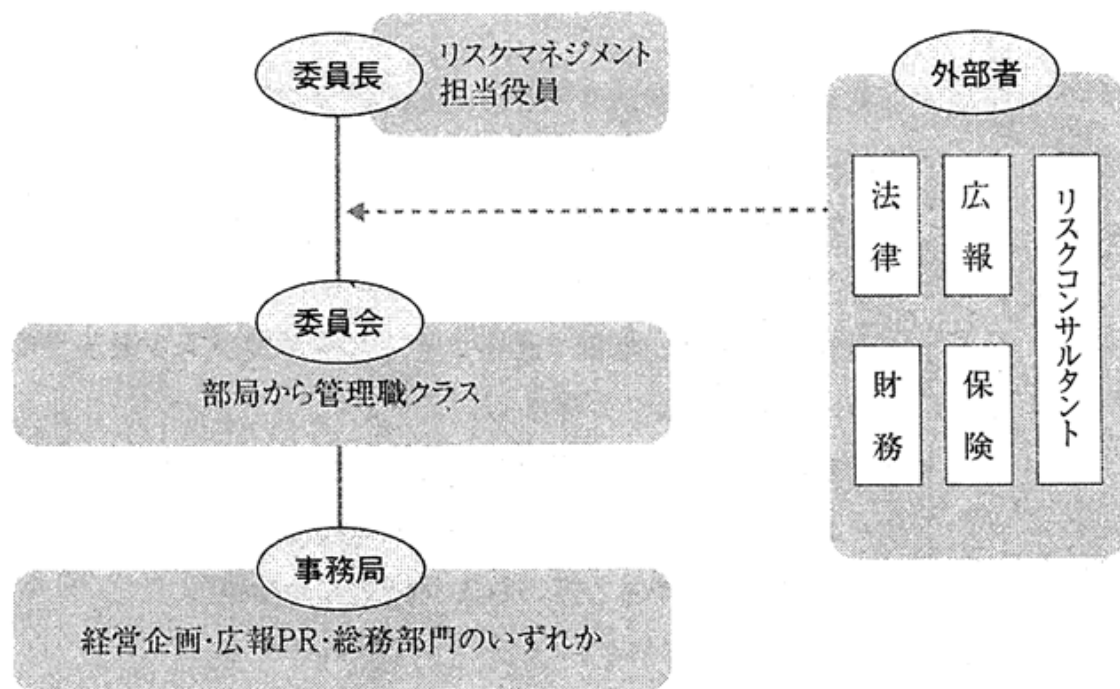 委員長
リスクマネジメント
担当役員
委員会
部局から管理職クラス
事務局
経営企画・広報PR・総務部門のいずれか
外部者
法律
広報
リスクコンサルタント
財務
保険